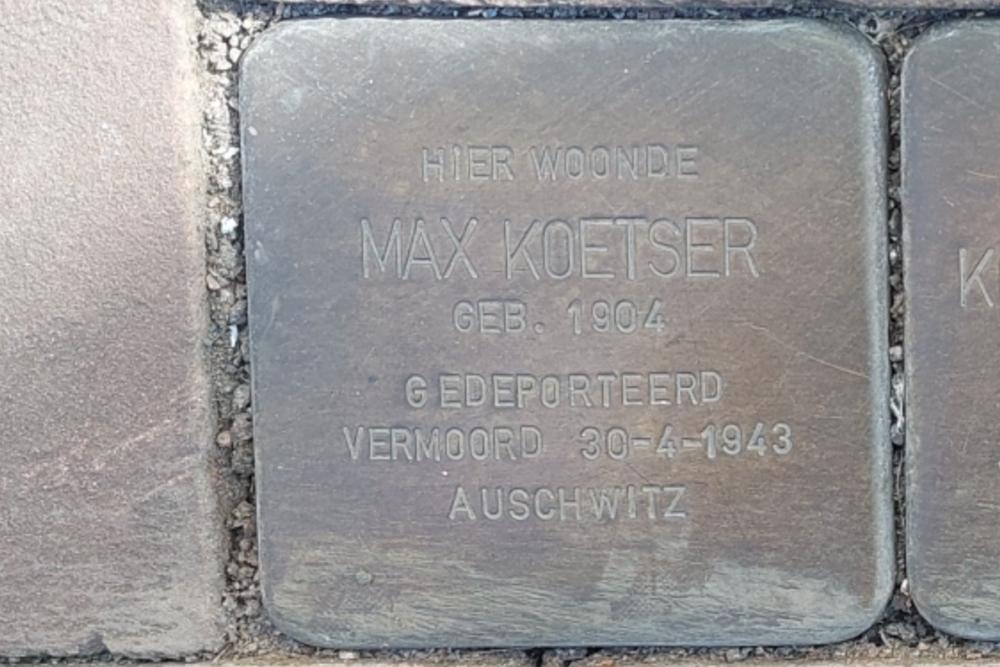 HIER WOONDE
MAX KOETSER
GEB. 1904
GEDEPORTEERD
VERMOORD 30-4-1943
AUSCHWITZ